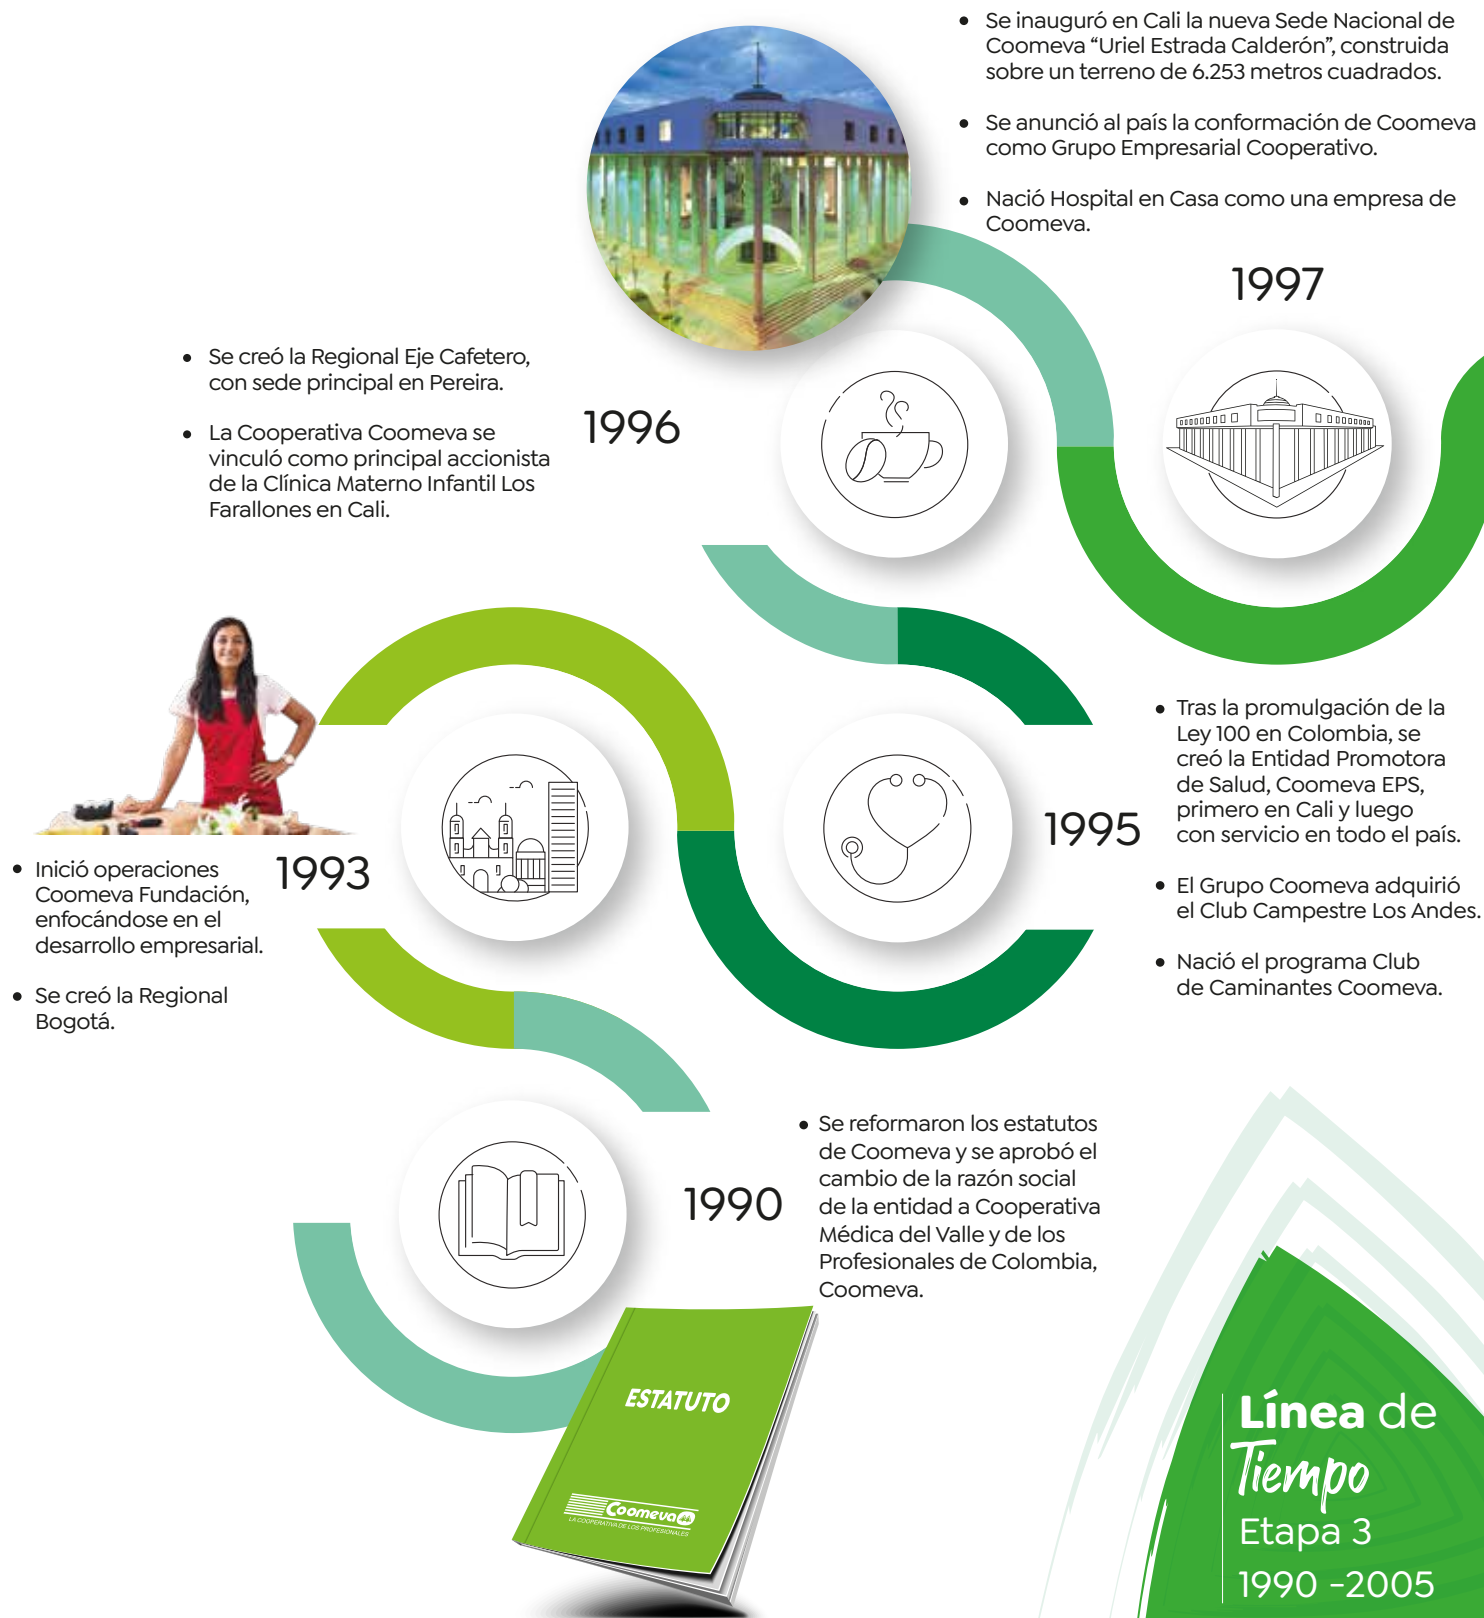 • Se inauguró en Cali la nueva Sede Nacional de
Coomeva “Uriel Estrada Calderón”, construida
sobre un terreno de 6.253 metros cuadrados.
• Se anunció al país la conformación de Coomeva
como Grupo Empresarial Cooperativo.
• Nació Hospital en Casa como una empresa de
Coomeva.
1997
• Se creó la Regional Eje Cafetero,
con sede principal en Pereira.
• La Cooperativa Coomeva se
vinculó como principal accionista
de la Clínica Materno Infantil Los
Farallones en Cali.
1996
• Tras la promulgación de la
Ley 100 en Colombia, se
creó la Entidad Promotora
de Salud, Coomeva EPS,
primero en Cali y luego
con servicio en todo el país.
• El Grupo Coomeva adquirió
el Club Campestre Los Andes.
• Nació el programa Club
de Caminantes Coomeva.
1995
1993
• Inició operaciones
Coomeva Fundación,
enfocándose en el
desarrollo empresarial.
• Se creó la Regional
Bogotá.
1990
• Se reformaron los estatutos
de Coomeva y se aprobó el
cambio de la razón social
de la entidad a Cooperativa
Médica del Valle y de los
Profesionales de Colombia,
Coomeva.
ESTATUTO
Coomeva
LA COOPERATIVA DE LOS PROFESIONALES
Línea de
Tiempo
Etapa 3
1990 -2005